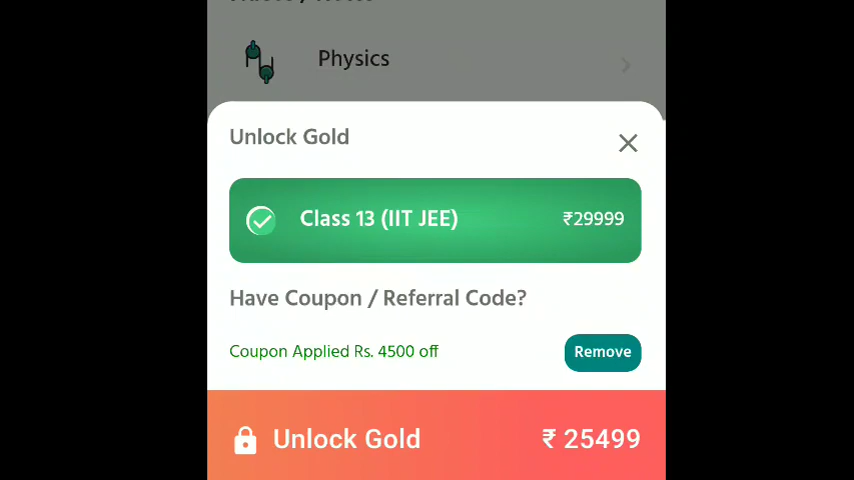 Physics
Unlock Gold
Class 13 (IIT JEE) ₹29999
Have Coupon / Referral Code?
Coupon Applied Rs. 4500 off Remove
Unlock Gold ₹ 25499